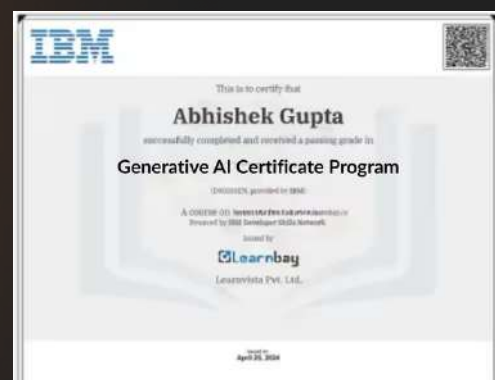 IBM
This is to certify that
Abhishek Gupta
successfully completed and received a passing grade in
Generative AI Certificate Program
provided by IBM)
A COURSE ON
Powered by IBM Developer Skills Network.
Issued by
Learnbay
Learnvista Pvt. Ltd.
April 25, 2024